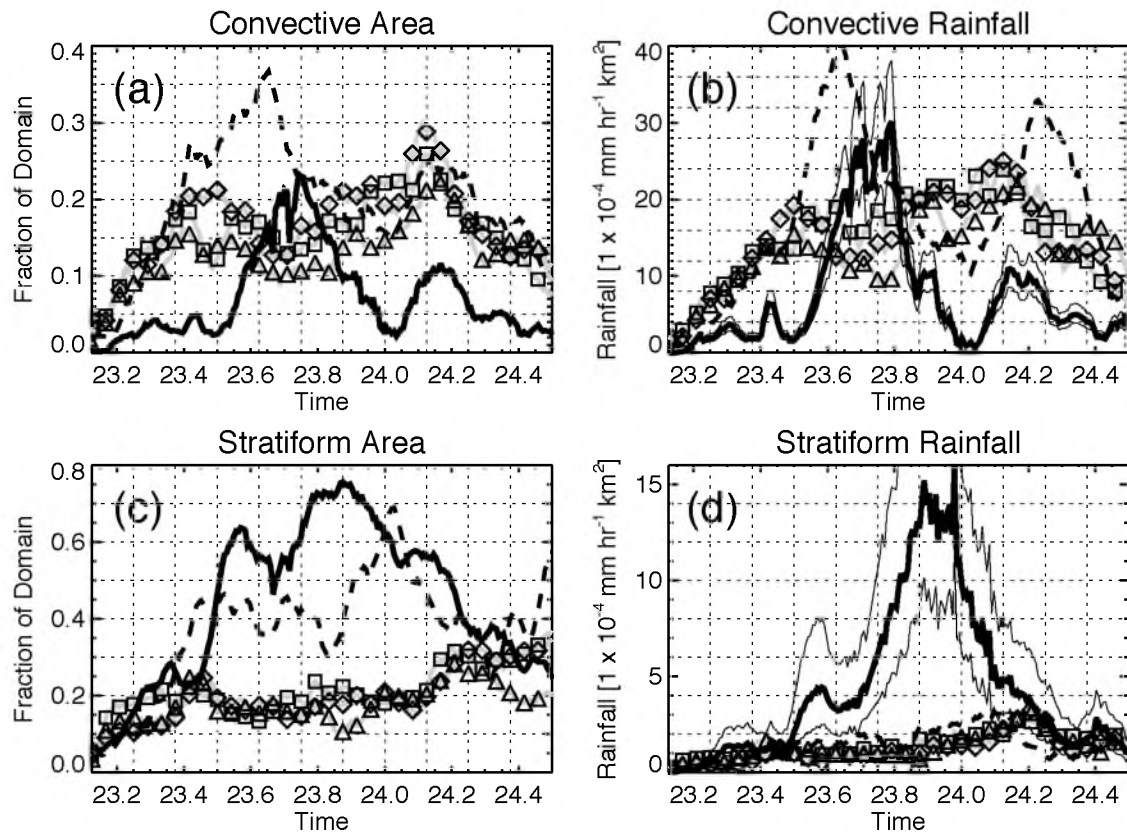 Convective Area
Convective Rainfall
(a)
(b)
Fraction of Domain
0.4
0.3
0.2
0.1
0.0
23.2 23.4 23.6 23.8 24.0 24.2 24.4
Time
Rainfall [1 x 10⁻⁴ mm hr⁻¹ km²]
40
30
20
10
0
23.2 23.4 23.6 23.8 24.0 24.2 24.4
Time
Stratiform Area
Stratiform Rainfall
(c)
(d)
Fraction of Domain
0.8
0.6
0.4
0.2
0.0
23.2 23.4 23.6 23.8 24.0 24.2 24.4
Time
Rainfall [1 x 10⁻⁴ mm hr⁻¹ km²]
15
10
5
0
23.2 23.4 23.6 23.8 24.0 24.2 24.4
Time